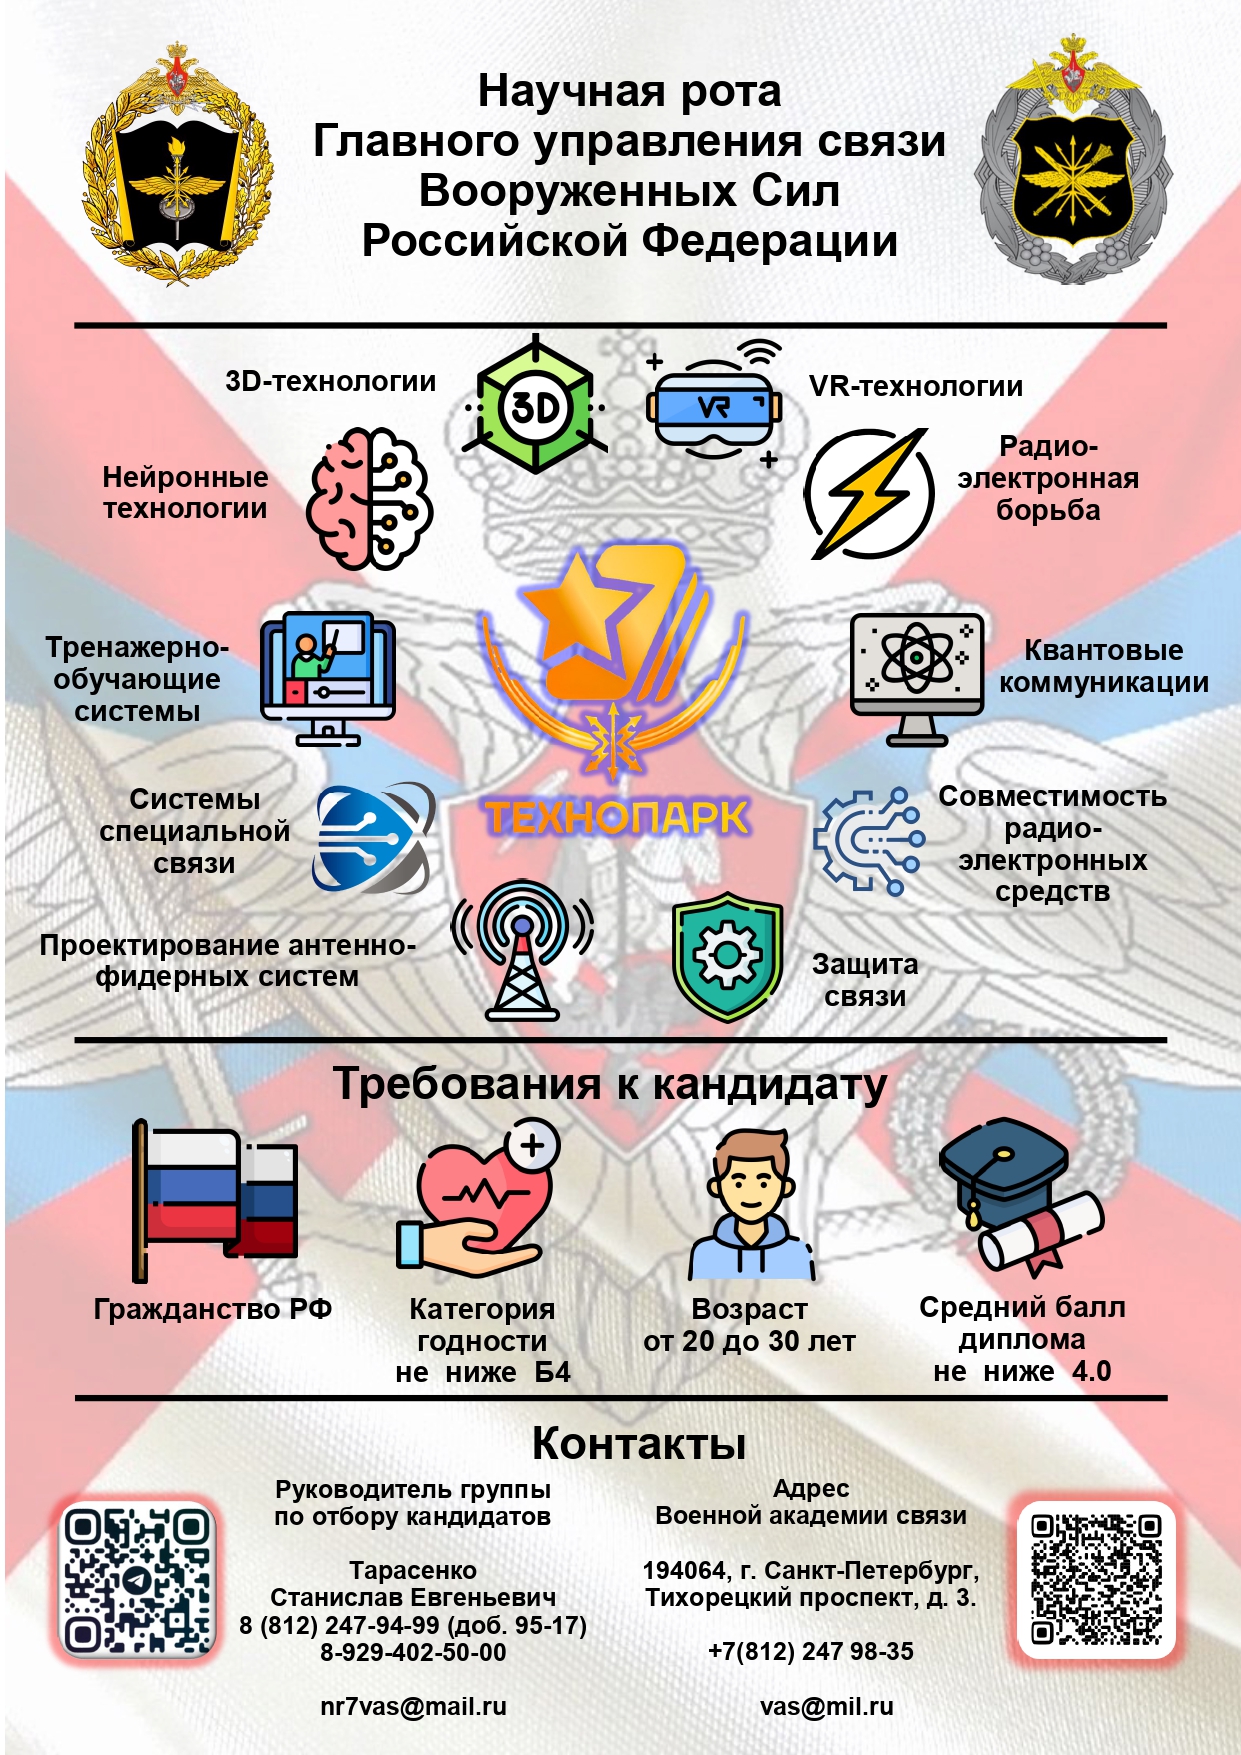 Научная рота
Главного управления связи
Вооруженных Сил
Российской Федерации
3D-технологии
3D
VR
VR-технологии
Нейронные
технологии
Радио-
электронная
борьба
Тренажерно-
обучающие
системы
Квантовые
коммуникации
ТЕХНОПАРК
Системы
специальной
связи
Совместимость
радио-
электронных
средств
Проектирование антенно-
фидерных систем
Защита
связи
Требования к кандидату
Гражданство РФ
Категория
годности
не ниже Б4
Возраст
от 20 до 30 лет
Средний балл
диплома
не ниже 4.0
Контакты
Руководитель группы
по отбору кандидатов
Тарасенко
Станислав Евгеньевич
8 (812) 247-94-99 (доб. 95-17)
8-929-402-50-00
nr7vas@mail.ru
Адрес
Военной академии связи
194064, г. Санкт-Петербург,
Тихорецкий проспект, д. 3.
+7(812) 247 98-35
vas@mil.ru